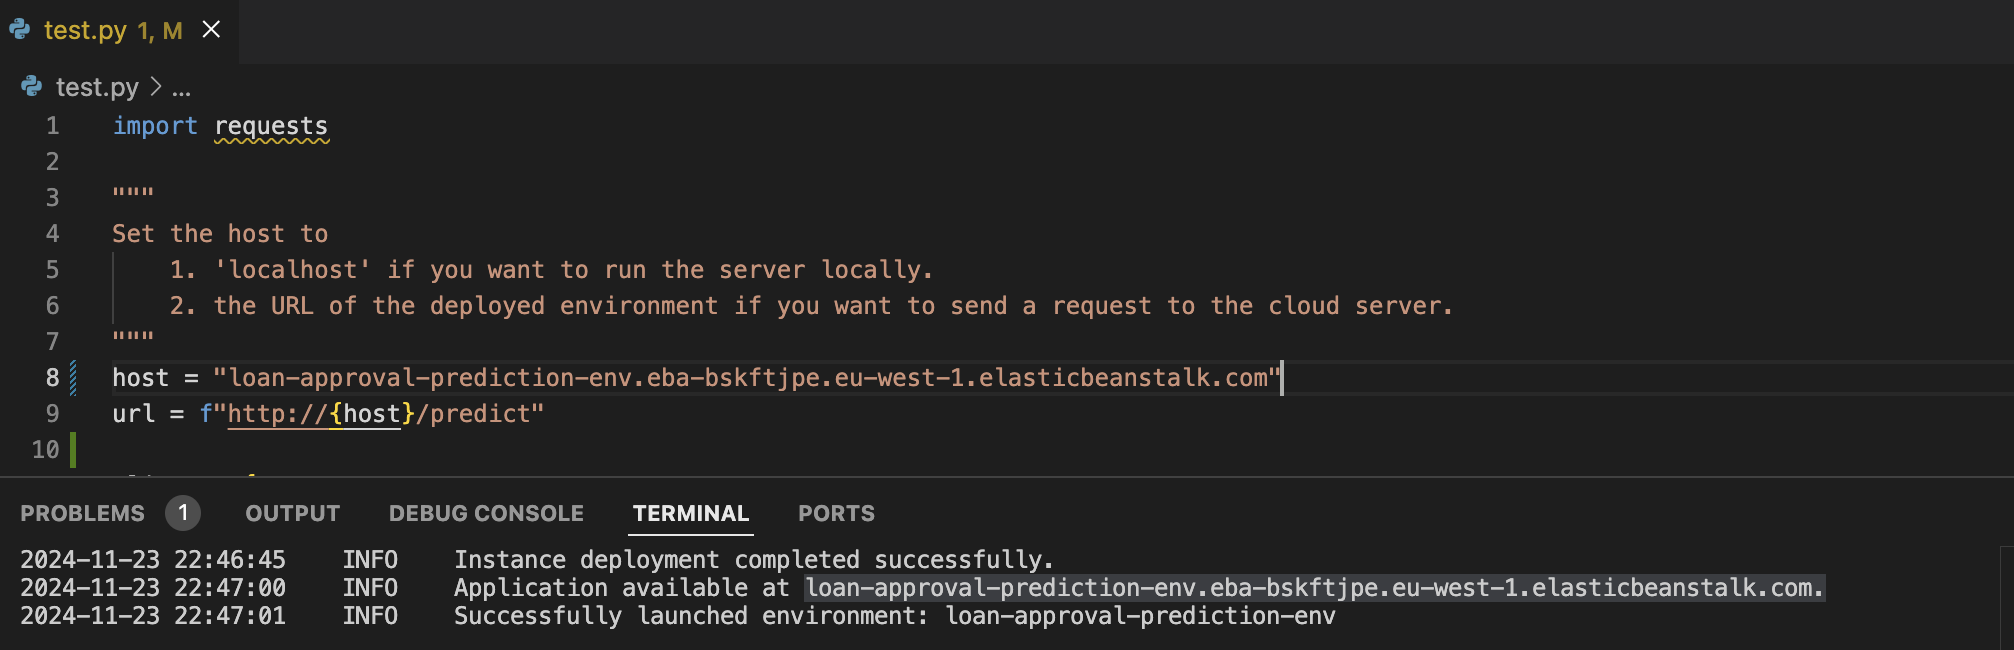 test.py 1, M
test.py > ...
1 import requests
2
3 """
4 Set the host to
5 1. 'localhost' if you want to run the server locally.
6 2. the URL of the deployed environment if you want to send a request to the cloud server.
7 """
8 host = "loan-approval-prediction-env.eba-bskftjpe.eu-west-1.elasticbeanstalk.com"
9 url = f"http://{host}/predict"
10
PROBLEMS 1 OUTPUT DEBUG CONSOLE TERMINAL PORTS
2024-11-23 22:46:45 INFO Instance deployment completed successfully.
2024-11-23 22:47:00 INFO Application available at loan-approval-prediction-env.eba-bskftjpe.eu-west-1.elasticbeanstalk.com.
2024-11-23 22:47:01 INFO Successfully launched environment: loan-approval-prediction-env